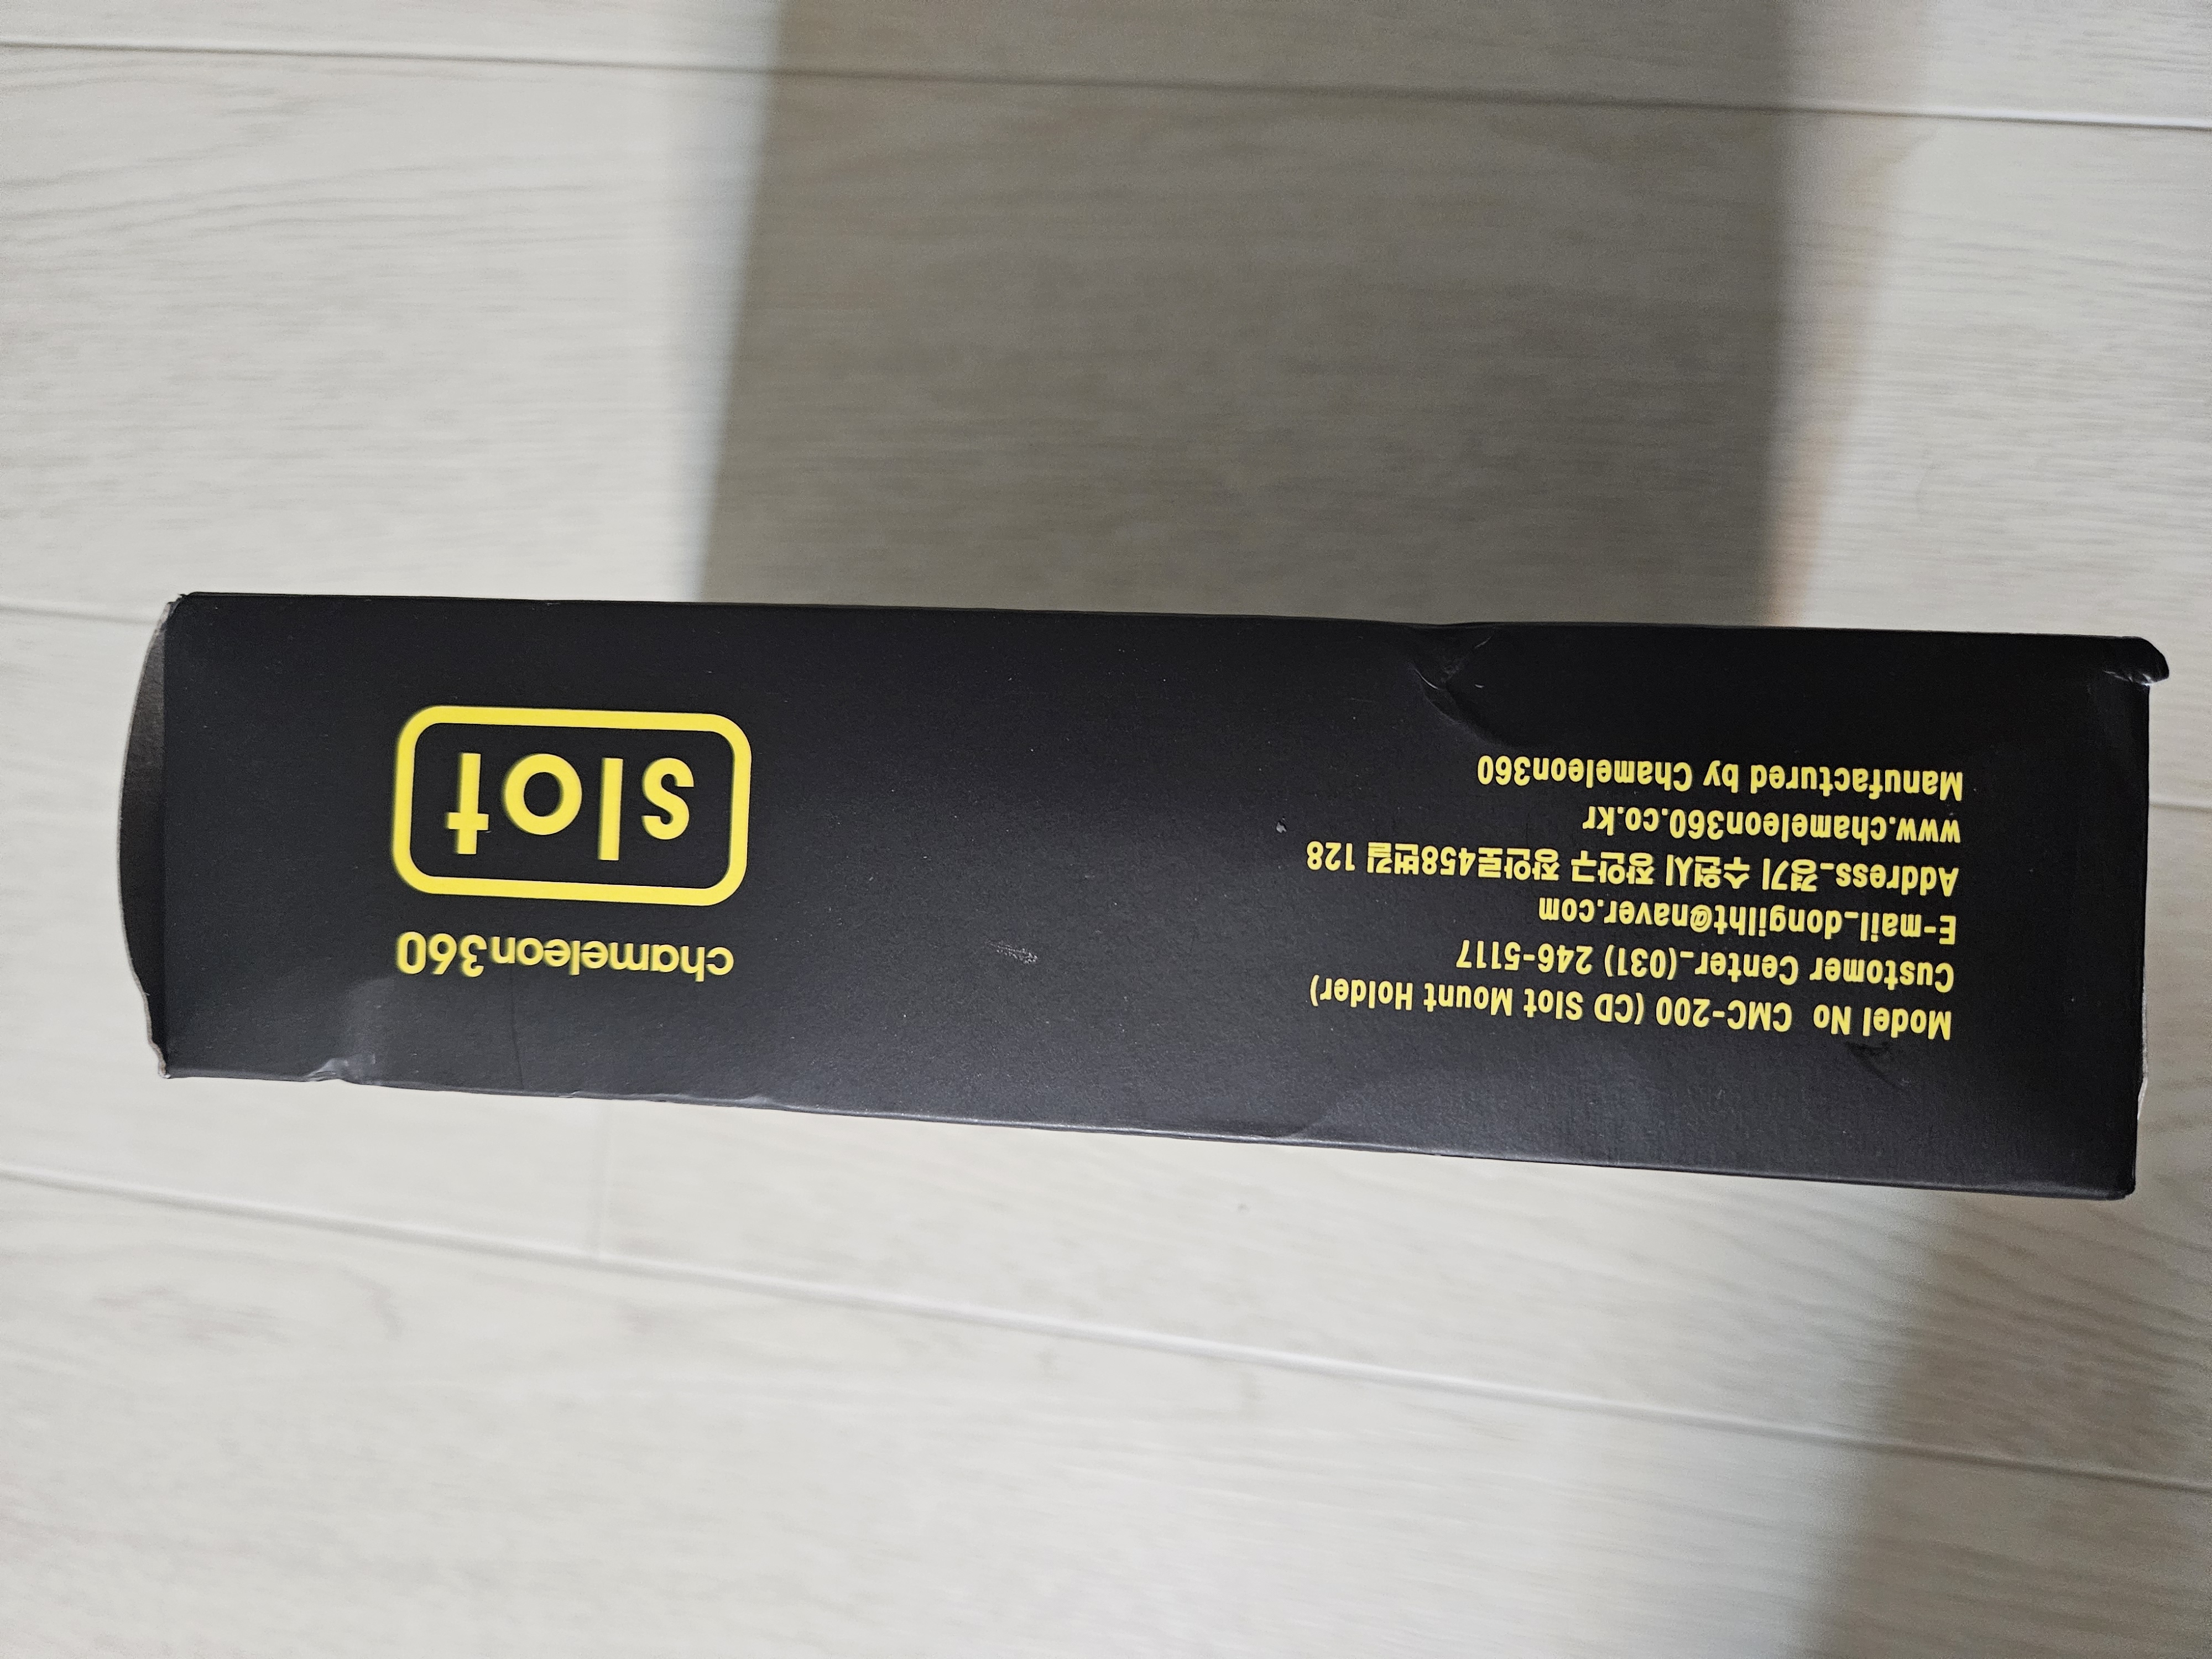 chameleon360
slot
Model No CMC-200 (CD Slot Mount Holder)
Customer Center_(031) 246-5117
E-mail_dongilht@naver.com
Address_경기 수원시 장안구 장안로458번길 128
www.chameleon360.co.kr
Manufactured by Chameleon360